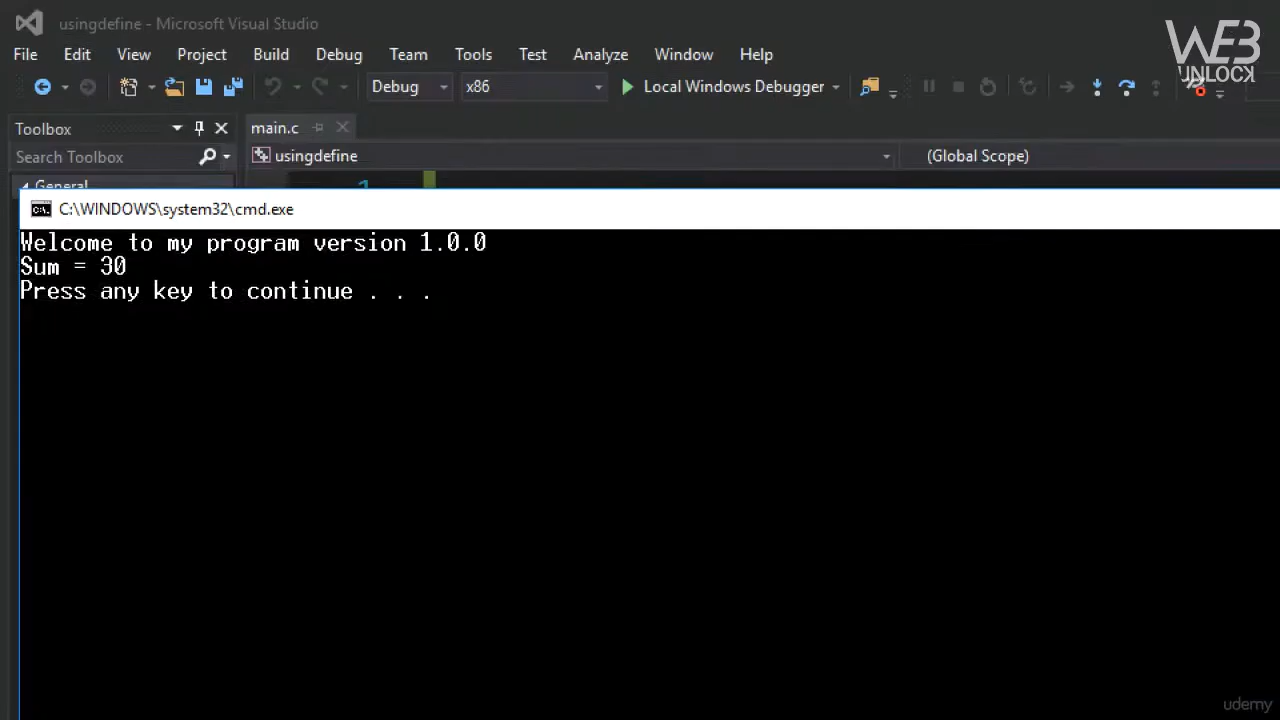 usingdefine - Microsoft Visual Studio
WEB
UNLOCK
File Edit View Project Build Debug Team Tools Test Analyze Window Help
Debug x86 Local Windows Debugger
Toolbox main.c
Search Toolbox usingdefine (Global Scope)
General 1
C:\WINDOWS\system32\cmd.exe
Welcome to my program version 1.0.0
Sum = 30
Press any key to continue . . .
udemy